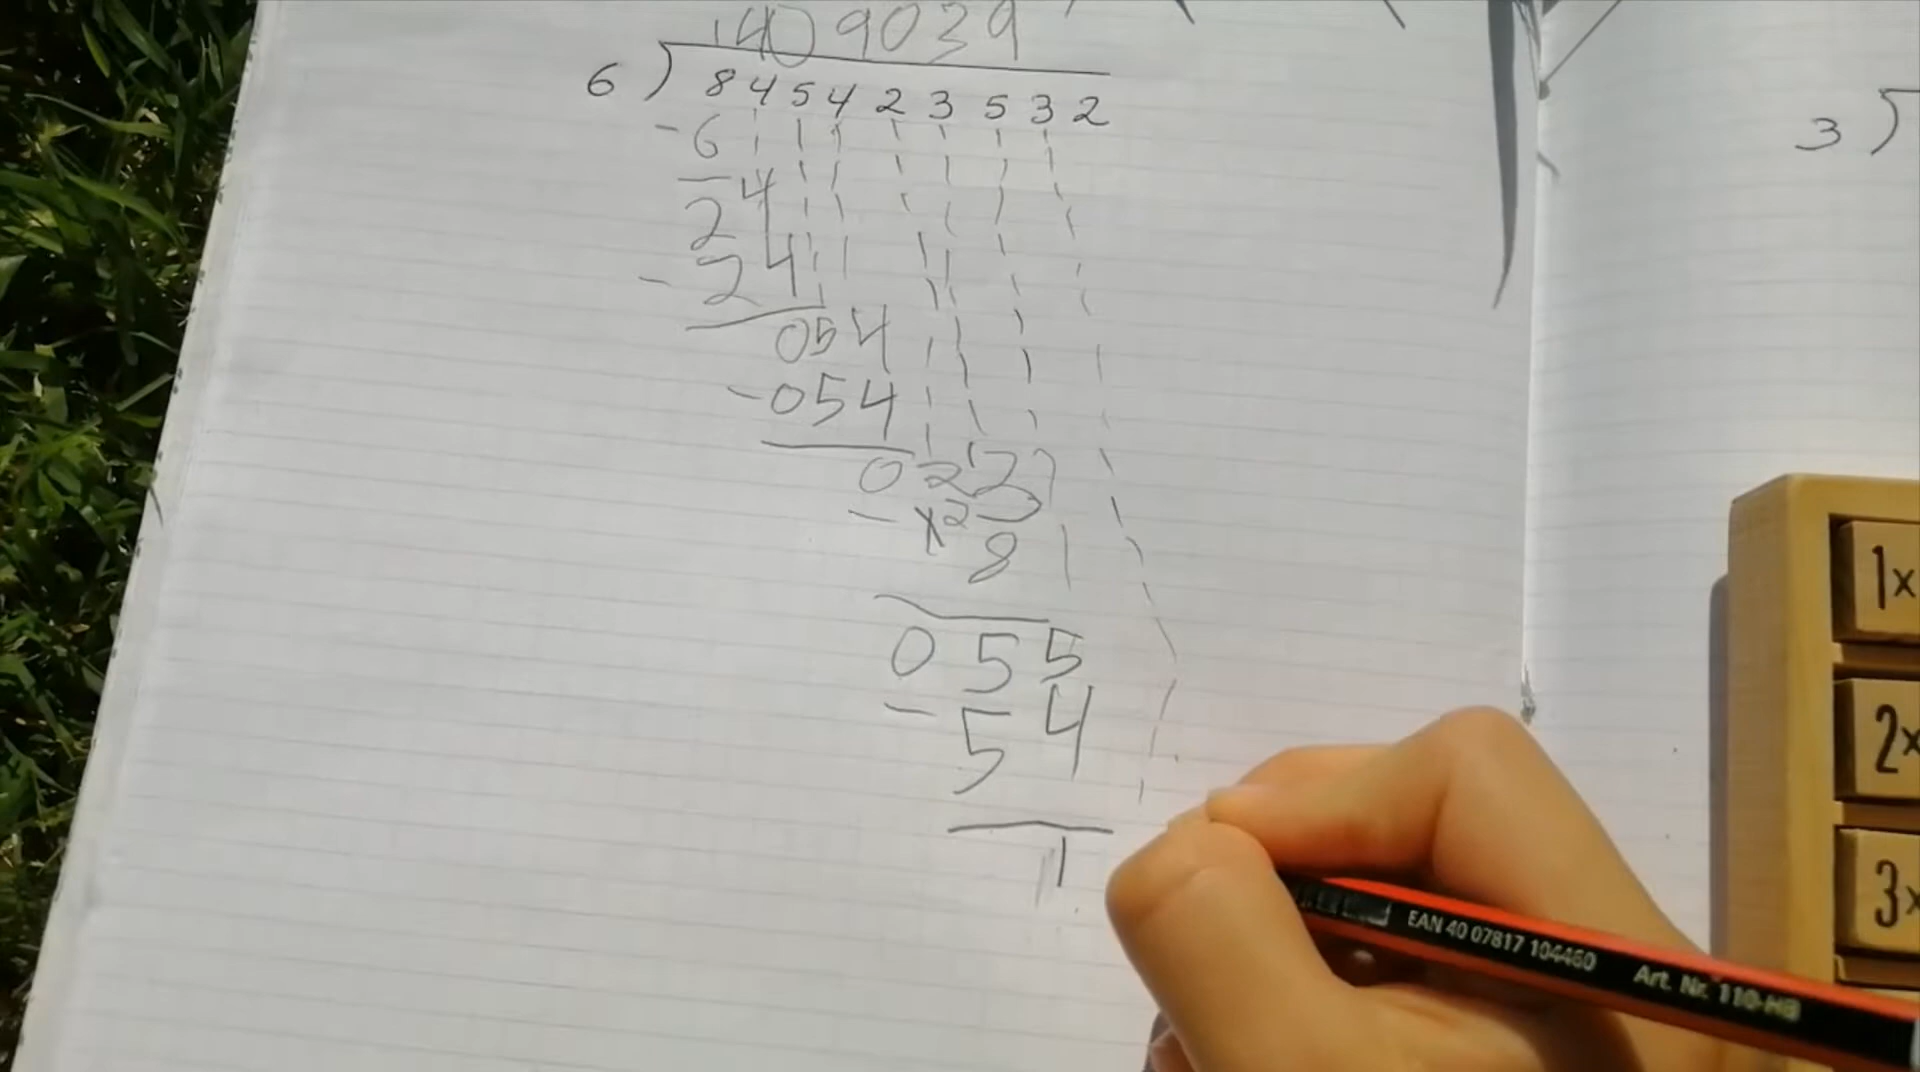 1409039
6 ) 845423532
- 6
24
- 24
054
- 054
023
- 
8
055
- 54
1
3 )
1x
2x
3x
EAN 40 07817 104460 Art. Nr. 110-HB